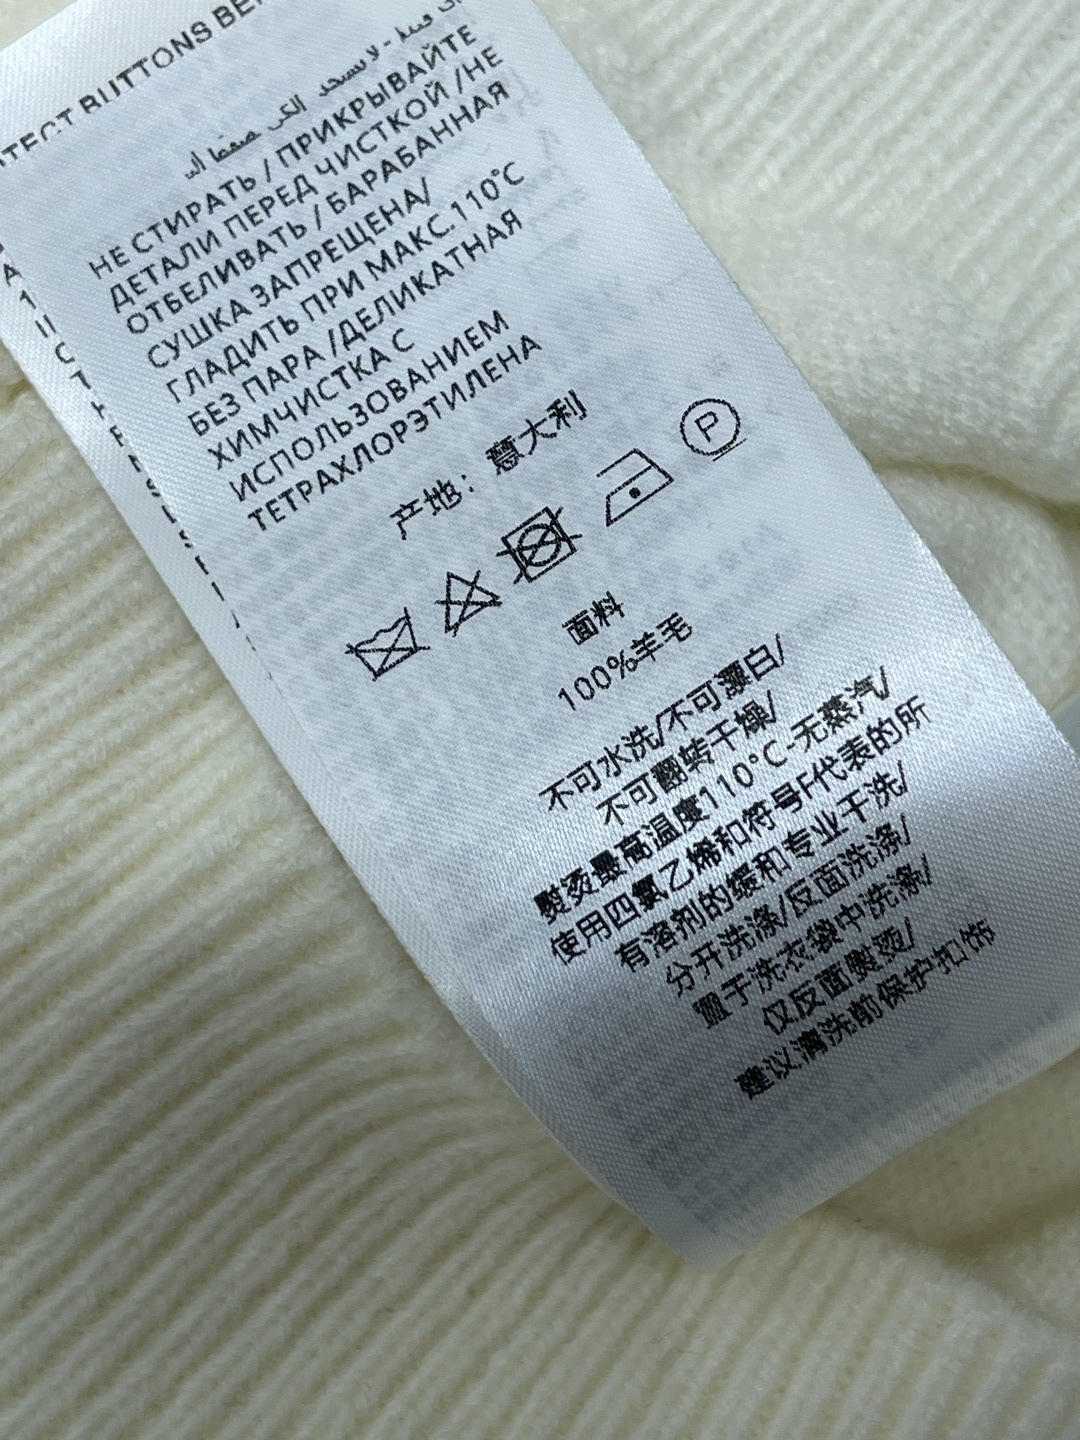 TECT BUTTONS BE
НЕ СТИРАТЬ / ПРИКРЫВАЙТЕ
ДЕТАЛИ ПЕРЕД ЧИСТКОЙ /НЕ
ОТБЕЛИВАТЬ / БАРАБАННАЯ
СУШКА ЗАПРЕЩЕНА/
ГЛАДИТЬ ПРИ МАКС.110°C
БЕЗ ПАРА /ДЕЛИКАТНАЯ
ХИМЧИСТКА С
ИСПОЛЬЗОВАНИЕМ
ТЕТРАХЛОРЭТИЛЕНА
产地：意大利
P
面料
100%羊毛
不可水洗/不可漂白/
不可翻转干燥/
熨烫最高温度110°C-无蒸汽/
使用四氯乙烯和符号F代表的所
有溶剂的缓和专业干洗/
分开洗涤/反面洗涤/
置于洗衣袋中洗涤/
仅反面熨烫/
建议清洗前保护扣饰